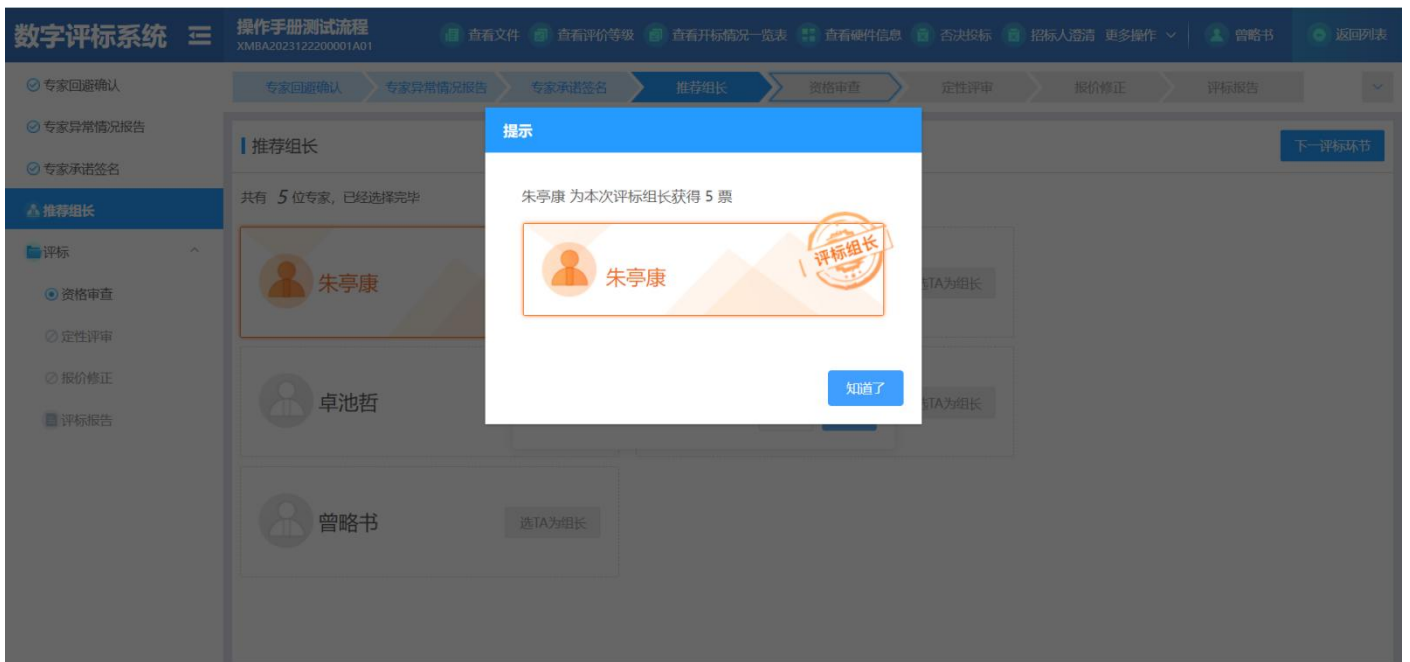 数字评标系统
操作手册测试流程
XMBA2023122200001A01
查看文件
查看评价等级
查看开标情况一览表
查看硬件信息
否决投标
招标人澄清
更多操作
曾略书
返回列表
专家回避确认
专家异常情况报告
专家承诺签名
推荐组长
评标
资格审查
定性评审
报价修正
评标报告
专家回避确认
专家异常情况报告
专家承诺签名
推荐组长
资格审查
定性评审
报价修正
评标报告
推荐组长
下一评标环节
共有 5 位专家，已经选择完毕
朱亭康
选TA为组长
卓池哲
选TA为组长
曾略书
选TA为组长
提示
朱亭康 为本次评标组长获得 5 票
朱亭康
评标组长
知道了